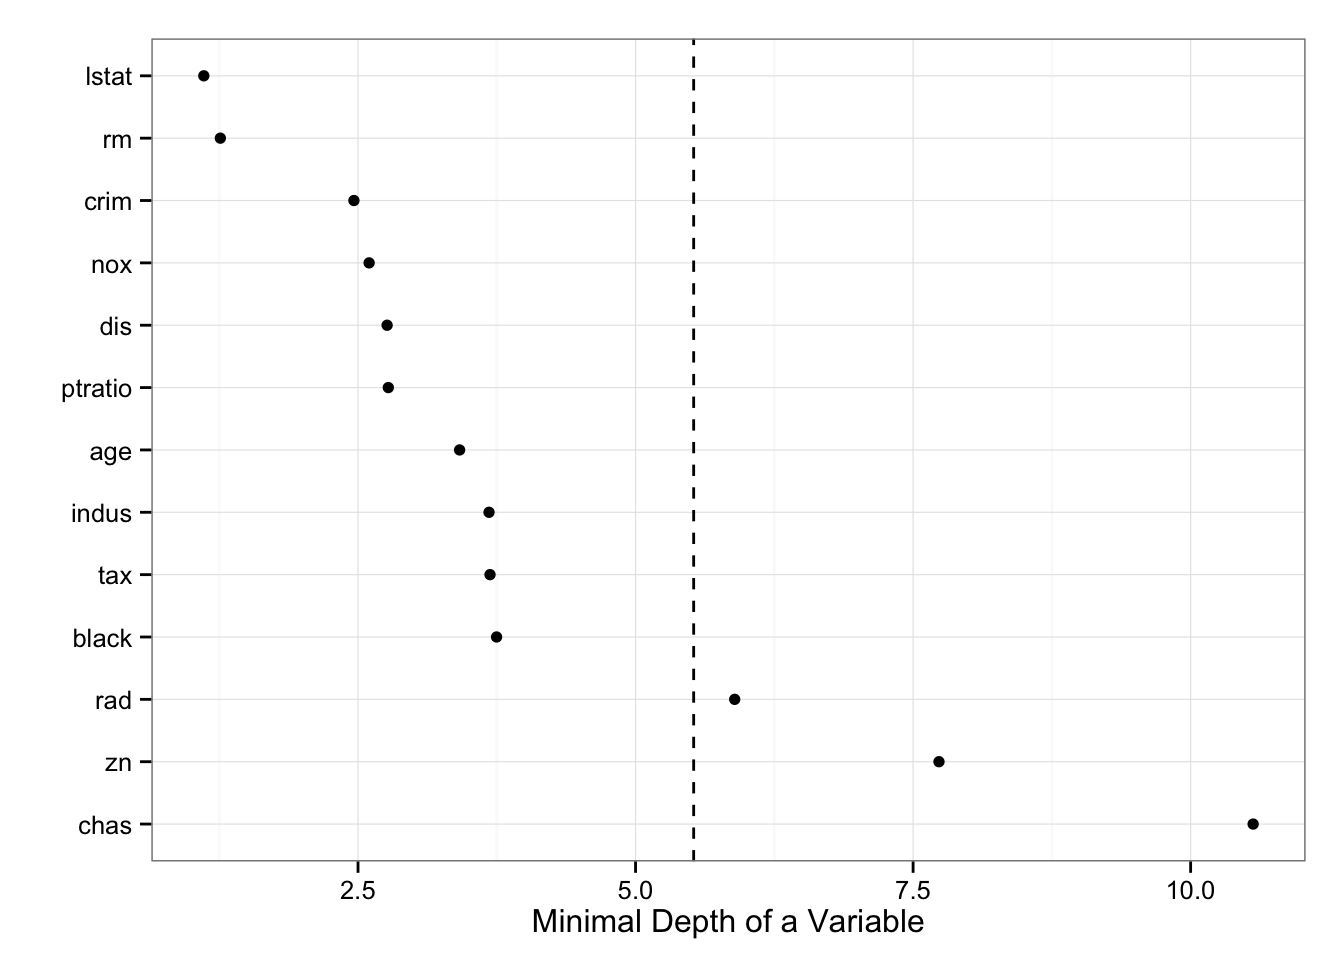 lstat
rm
crim
nox
dis
ptratio
age
indus
tax
black
rad
zn
chas
2.5 5.0 7.5 10.0
Minimal Depth of a Variable